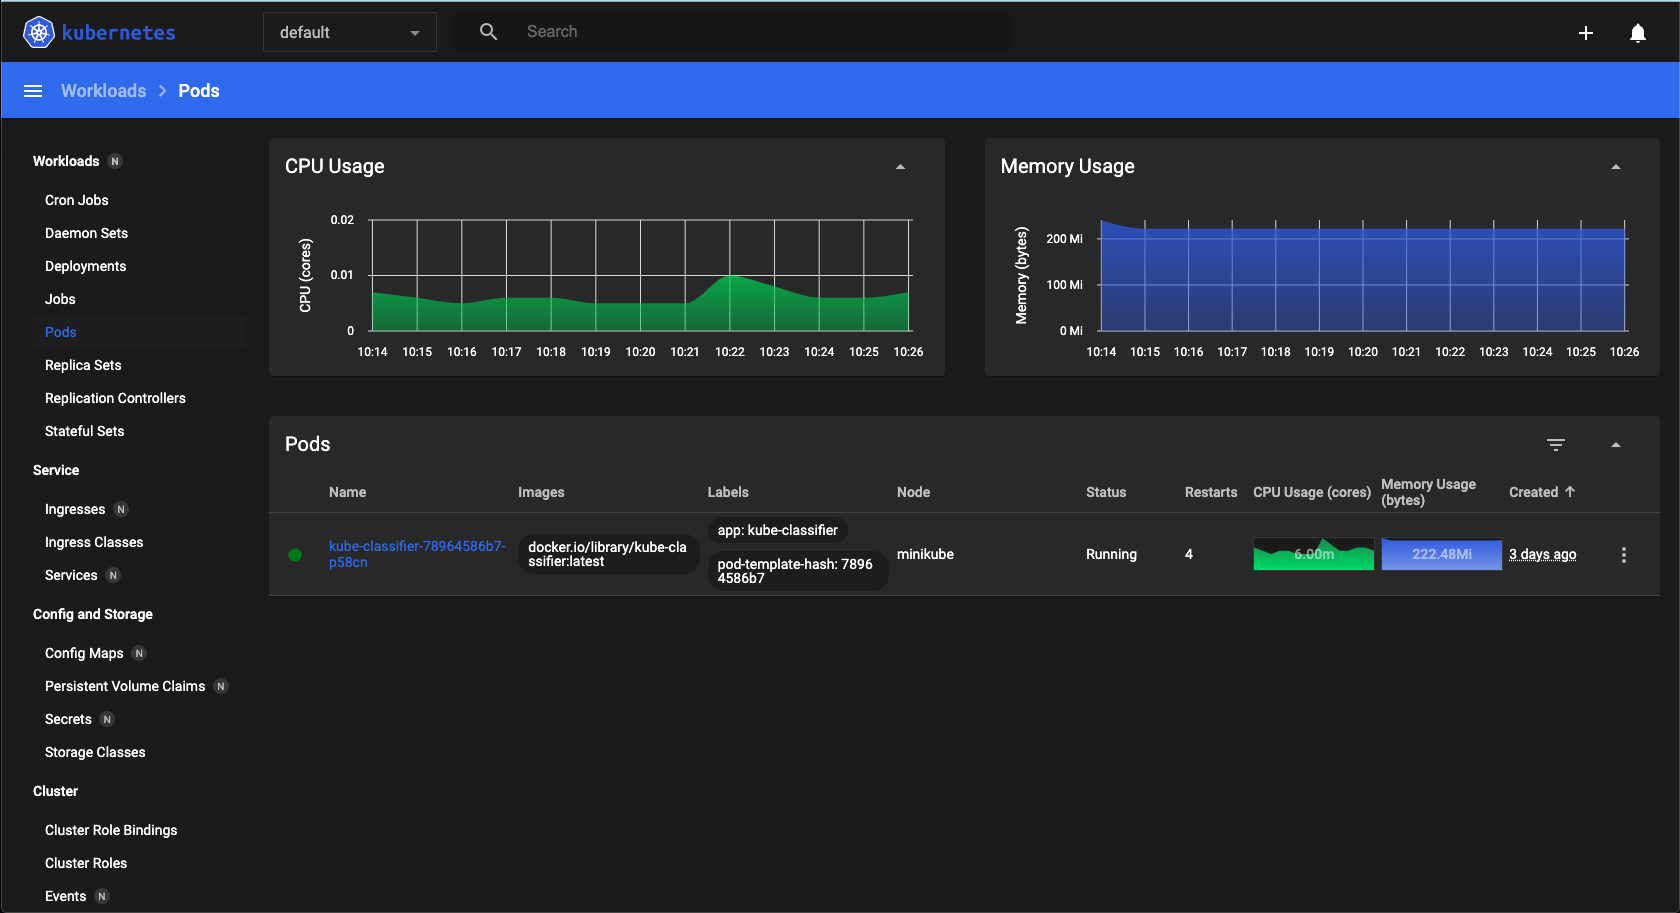 kubernetes
default
Search
Workloads > Pods
Workloads N
Cron Jobs
Daemon Sets
Deployments
Jobs
Pods
Replica Sets
Replication Controllers
Stateful Sets
Service
Ingresses N
Ingress Classes
Services N
Config and Storage
Config Maps N
Persistent Volume Claims N
Secrets N
Storage Classes
Cluster
Cluster Role Bindings
Cluster Roles
Events N
CPU Usage
CPU (cores)
0.02
0.01
0
10:14 10:15 10:16 10:17 10:18 10:19 10:20 10:21 10:22 10:23 10:24 10:25 10:26
Memory Usage
Memory (bytes)
200 Mi
100 Mi
0 Mi
10:14 10:15 10:16 10:17 10:18 10:19 10:20 10:21 10:22 10:23 10:24 10:25 10:26
Pods
Name
Images
Labels
Node
Status
Restarts
CPU Usage (cores)
Memory Usage
(bytes)
Created
kube-classifier-78964586b7-
p58cn
docker.io/library/kube-cla
ssifier:latest
app: kube-classifier
pod-template-hash: 7896
4586b7
minikube
Running
4
6.00m
222.48Mi
3 days ago